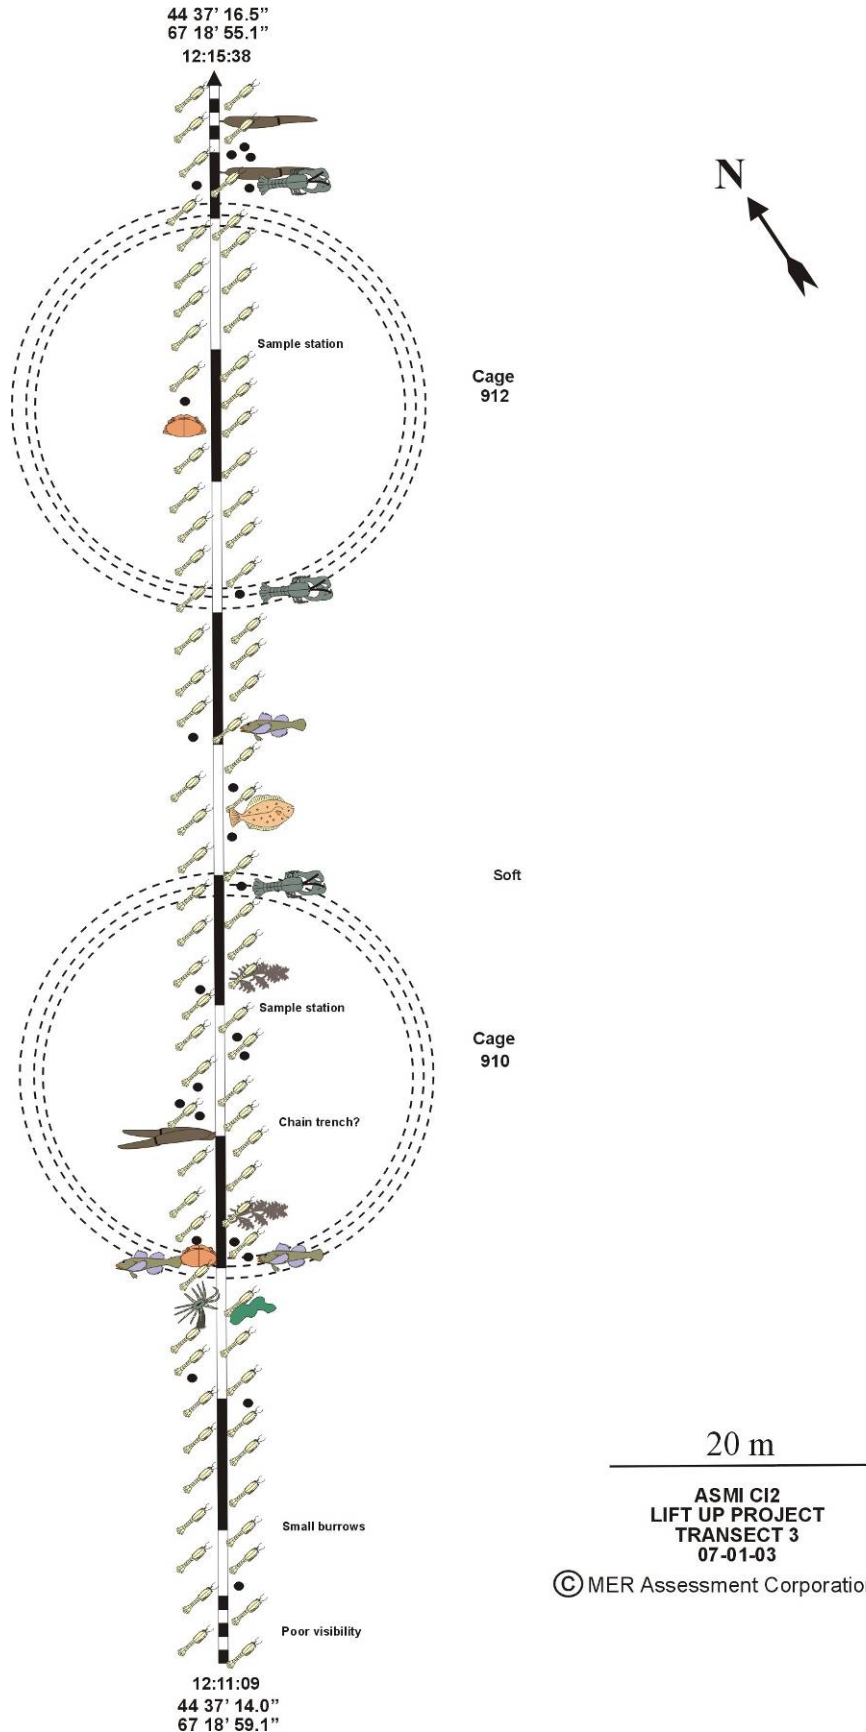 44 37’ 16.5”
67 18’ 55.1”
12:15:38
N
Sample station
Cage
912
Soft
Sample station
Cage
910
Chain trench?
20 m
ASMI CI2
LIFT UP PROJECT
TRANSECT 3
07-01-03
© MER Assessment Corporation
Small burrows
Poor visibility
12:11:09
44 37’ 14.0”
67 18’ 59.1”